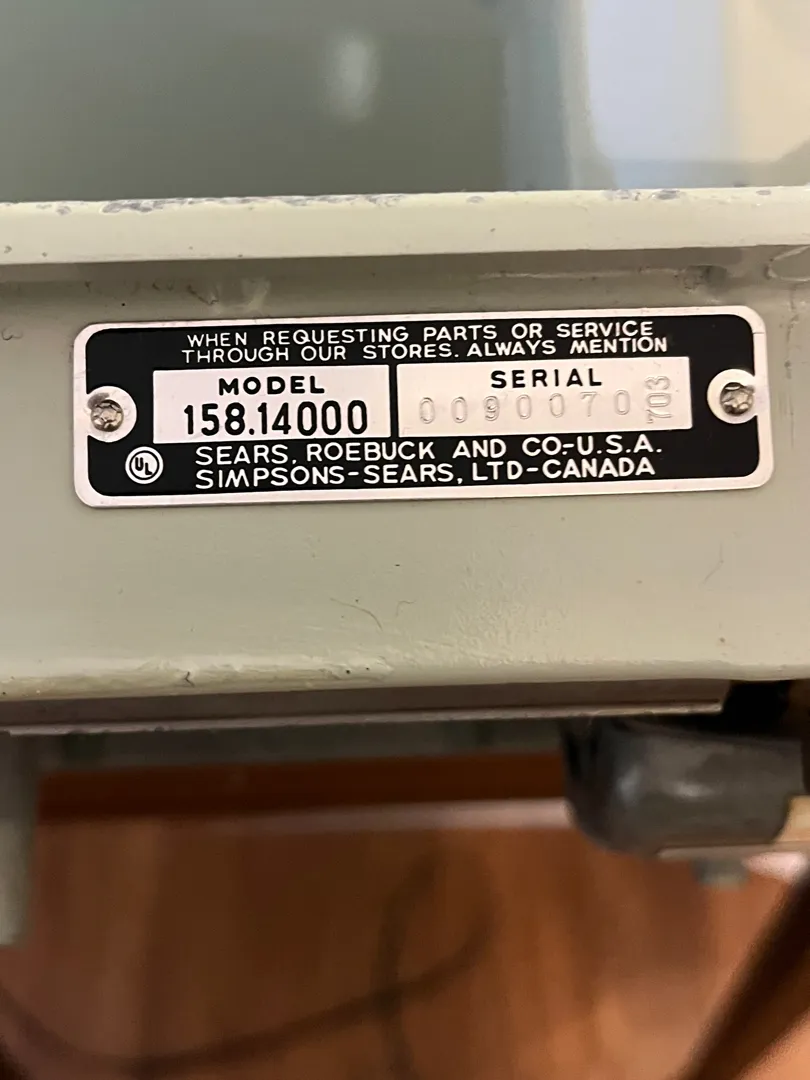 WHEN REQUESTING PARTS OR SERVICE
THROUGH OUR STORES. ALWAYS MENTION
MODEL
158.14000
SERIAL
0090070
703
UL
SEARS, ROEBUCK AND CO.-U.S.A.
SIMPSONS-SEARS, LTD-CANADA